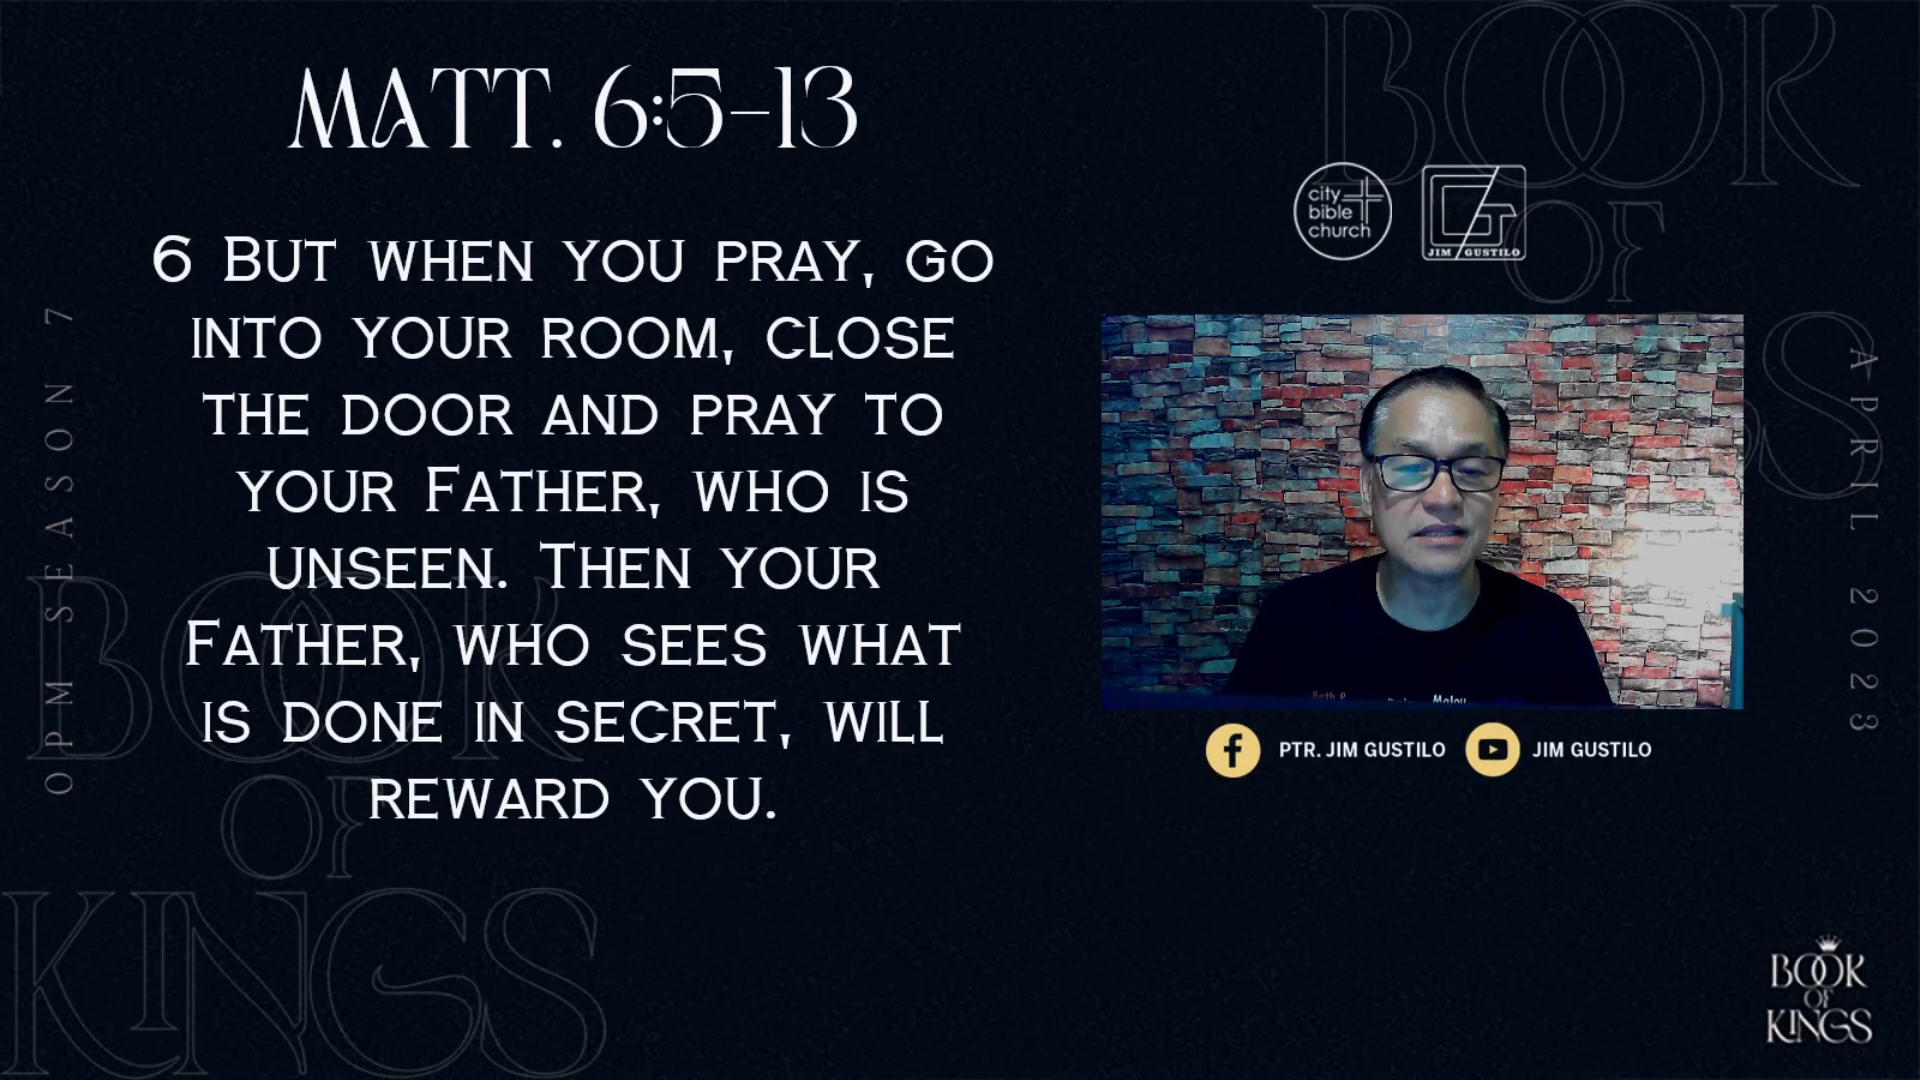 MATT. 6:5-13
6 But when you pray, go
into your room, close
the door and pray to
your Father, who is
unseen. Then your
Father, who sees what
is done in secret, will
reward you.
OPM SEASON 7
BOOK
OF
KINGS
BOOK
OF
S
city
bible
church
JIM GUSTILO
Beth P
Malou
PTR. JIM GUSTILO
JIM GUSTILO
APRIL 2023
BOOK
OF
KINGS